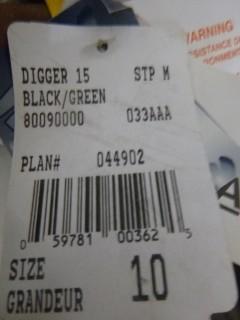 WARNING
DIGGER 15 STP M
BLACK/GREEN
80090000 033AAA
PLAN# 044902
0 59781 00362 5
SIZE
GRANDEUR 10